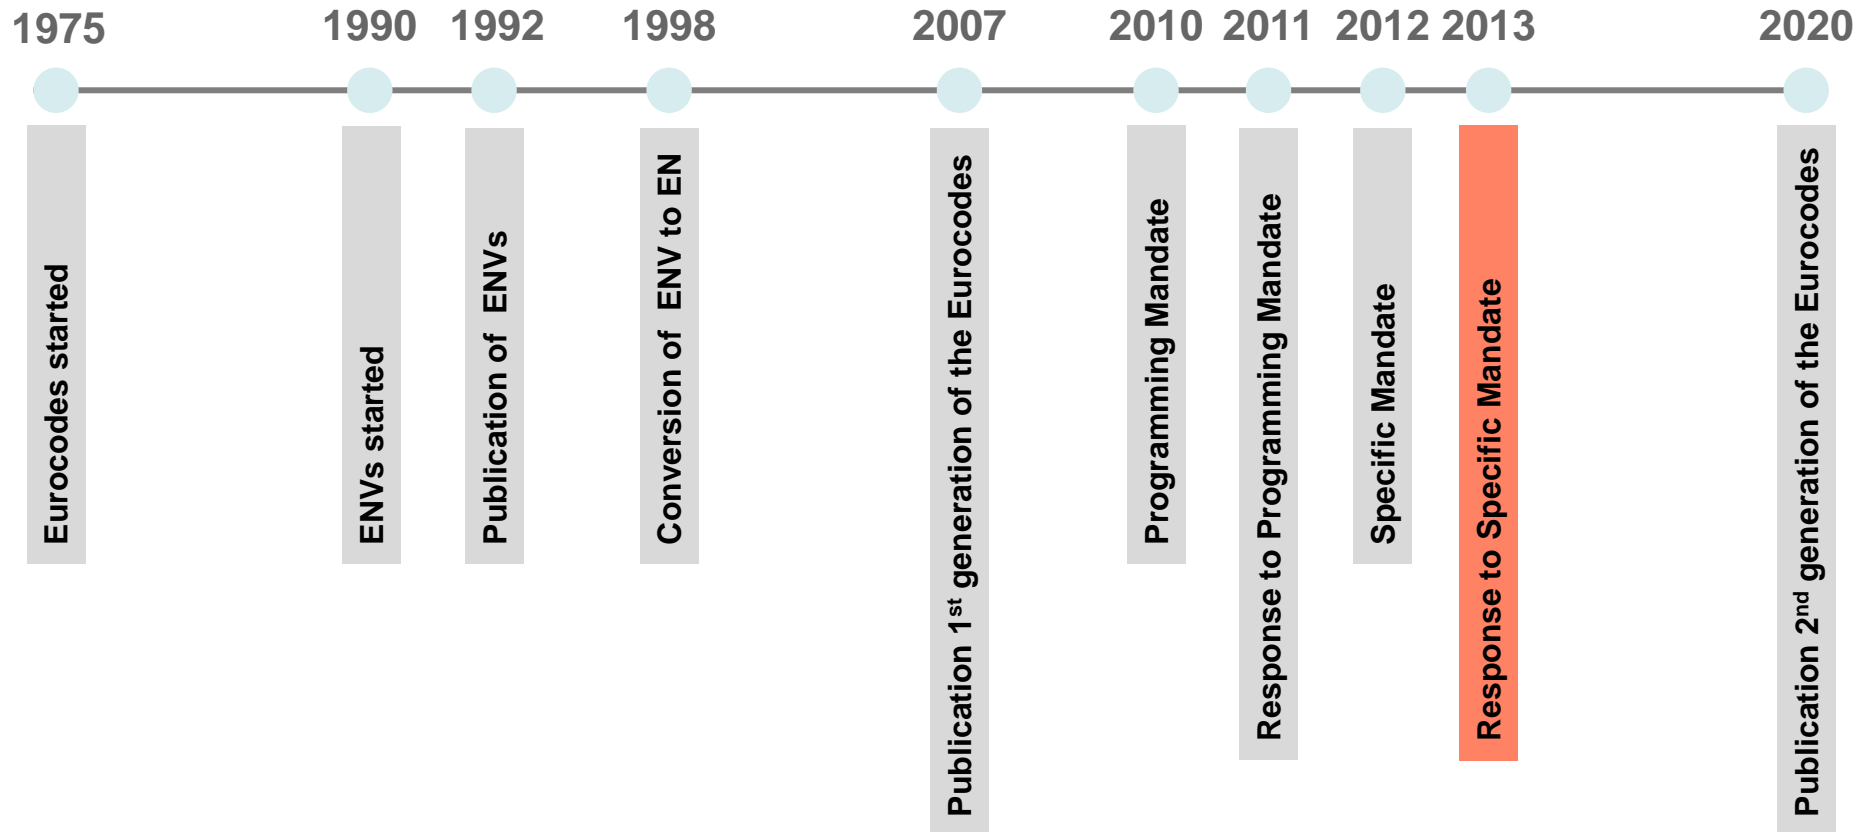 1975 1990 1992 1998 2007 2010 2011 2012 2013 2020
Eurocodes started
ENVs started
Publication of ENVs
Conversion of ENV to EN
Publication 1st generation of the Eurocodes
Programming Mandate
Response to Programming Mandate
Specific Mandate
Response to Specific Mandate
Publication 2nd generation of the Eurocodes